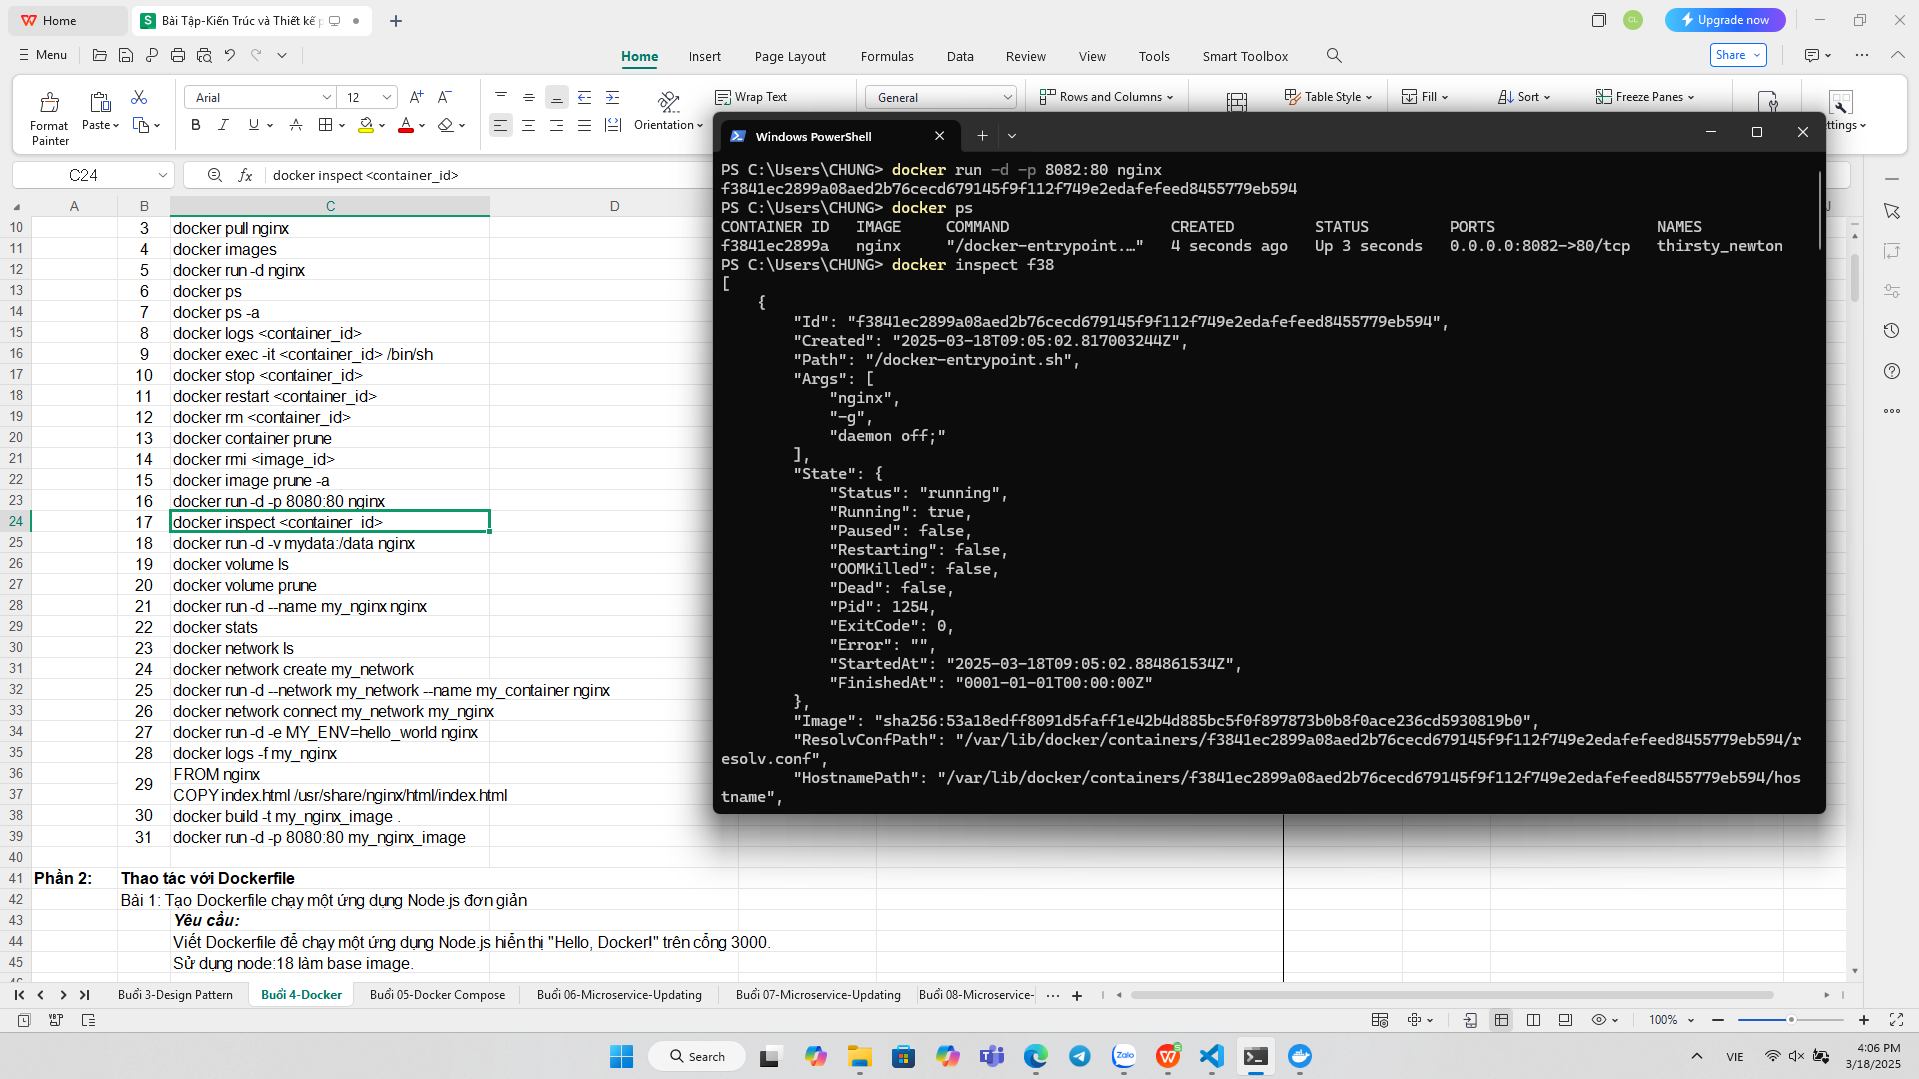 Home
Bài Tập-Kiến Trúc và Thiết kế p
CL
Upgrade now
Menu
Home
Insert
Page Layout
Formulas
Data
Review
View
Tools
Smart Toolbox
Share
Format Painter
Paste
Arial
12
Orientation
Wrap Text
General
Rows and Columns
Table Style
Fill
Sort
Freeze Panes
ttings
C24
docker inspect <container_id>
A B C D
10 3 docker pull nginx
11 4 docker images
12 5 docker run -d nginx
13 6 docker ps
14 7 docker ps -a
15 8 docker logs <container_id>
16 9 docker exec -it <container_id> /bin/sh
17 10 docker stop <container_id>
18 11 docker restart <container_id>
19 12 docker rm <container_id>
20 13 docker container prune
21 14 docker rmi <image_id>
22 15 docker image prune -a
23 16 docker run -d -p 8080:80 nginx
24 17 docker inspect <container_id>
25 18 docker run -d -v mydata:/data nginx
26 19 docker volume ls
27 20 docker volume prune
28 21 docker run -d --name my_nginx nginx
29 22 docker stats
30 23 docker network ls
31 24 docker network create my_network
32 25 docker run -d --network my_network --name my_container nginx
33 26 docker network connect my_network my_nginx
34 27 docker run -d -e MY_ENV=hello_world nginx
35 28 docker logs -f my_nginx
36 29 FROM nginx
37 COPY index.html /usr/share/nginx/html/index.html
38 30 docker build -t my_nginx_image .
39 31 docker run -d -p 8080:80 my_nginx_image
40
41 Phần 2: Thao tác với Dockerfile
42 Bài 1: Tạo Dockerfile chạy một ứng dụng Node.js đơn giản
43 Yêu cầu:
44 Viết Dockerfile để chạy một ứng dụng Node.js hiển thị "Hello, Docker!" trên cổng 3000.
45 Sử dụng node:18 làm base image.
Windows PowerShell
PS C:\Users\CHUNG> docker run -d -p 8082:80 nginx
f3841ec2899a08aed2b76cecd679145f9f112f749e2edafefeed8455779eb594
PS C:\Users\CHUNG> docker ps
CONTAINER ID IMAGE COMMAND CREATED STATUS PORTS NAMES
f3841ec2899a nginx "/docker-entrypoint.…" 4 seconds ago Up 3 seconds 0.0.0.0:8082->80/tcp thirsty_newton
PS C:\Users\CHUNG> docker inspect f38
[
{
"Id": "f3841ec2899a08aed2b76cecd679145f9f112f749e2edafefeed8455779eb594",
"Created": "2025-03-18T09:05:02.817003244Z",
"Path": "/docker-entrypoint.sh",
"Args": [
"nginx",
"-g",
"daemon off;"
],
"State": {
"Status": "running",
"Running": true,
"Paused": false,
"Restarting": false,
"OOMKilled": false,
"Dead": false,
"Pid": 1254,
"ExitCode": 0,
"Error": "",
"StartedAt": "2025-03-18T09:05:02.884861534Z",
"FinishedAt": "0001-01-01T00:00:00Z"
},
"Image": "sha256:53a18edff8091d5faff1e42b4d885bc5f0f897873b0b8f0ace236cd5930819b0",
"ResolvConfPath": "/var/lib/docker/containers/f3841ec2899a08aed2b76cecd679145f9f112f749e2edafefeed8455779eb594/r
esolv.conf",
"HostnamePath": "/var/lib/docker/containers/f3841ec2899a08aed2b76cecd679145f9f112f749e2edafefeed8455779eb594/hos
tname",
Buổi 3-Design Pattern
Buổi 4-Docker
Buổi 05-Docker Compose
Buổi 06-Microservice-Updating
Buổi 07-Microservice-Updating
Buổi 08-Microservice-
100%
Search
Zalo
VIE
4:06 PM
3/18/2025